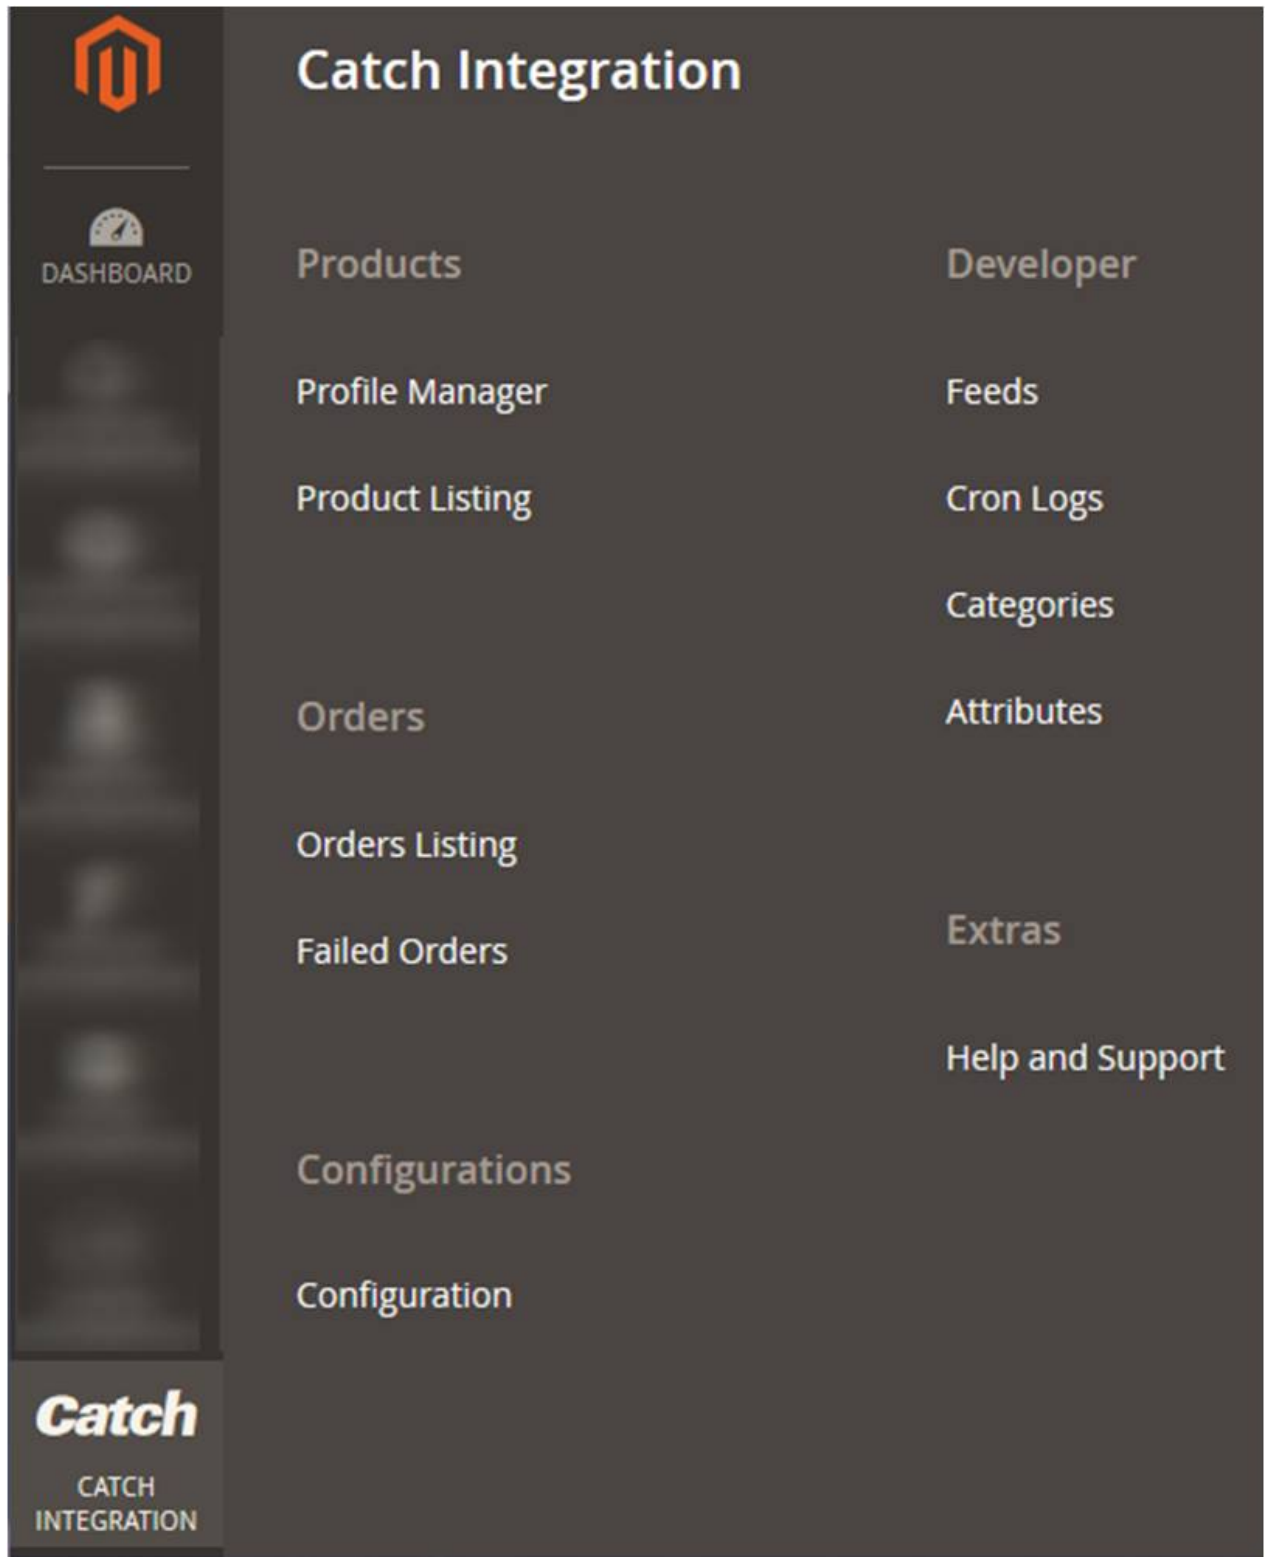 Catch Integration
DASHBOARD
Products
Profile Manager
Product Listing
Orders
Orders Listing
Failed Orders
Configurations
Configuration
Developer
Feeds
Cron Logs
Categories
Attributes
Extras
Help and Support
Catch
CATCH
INTEGRATION